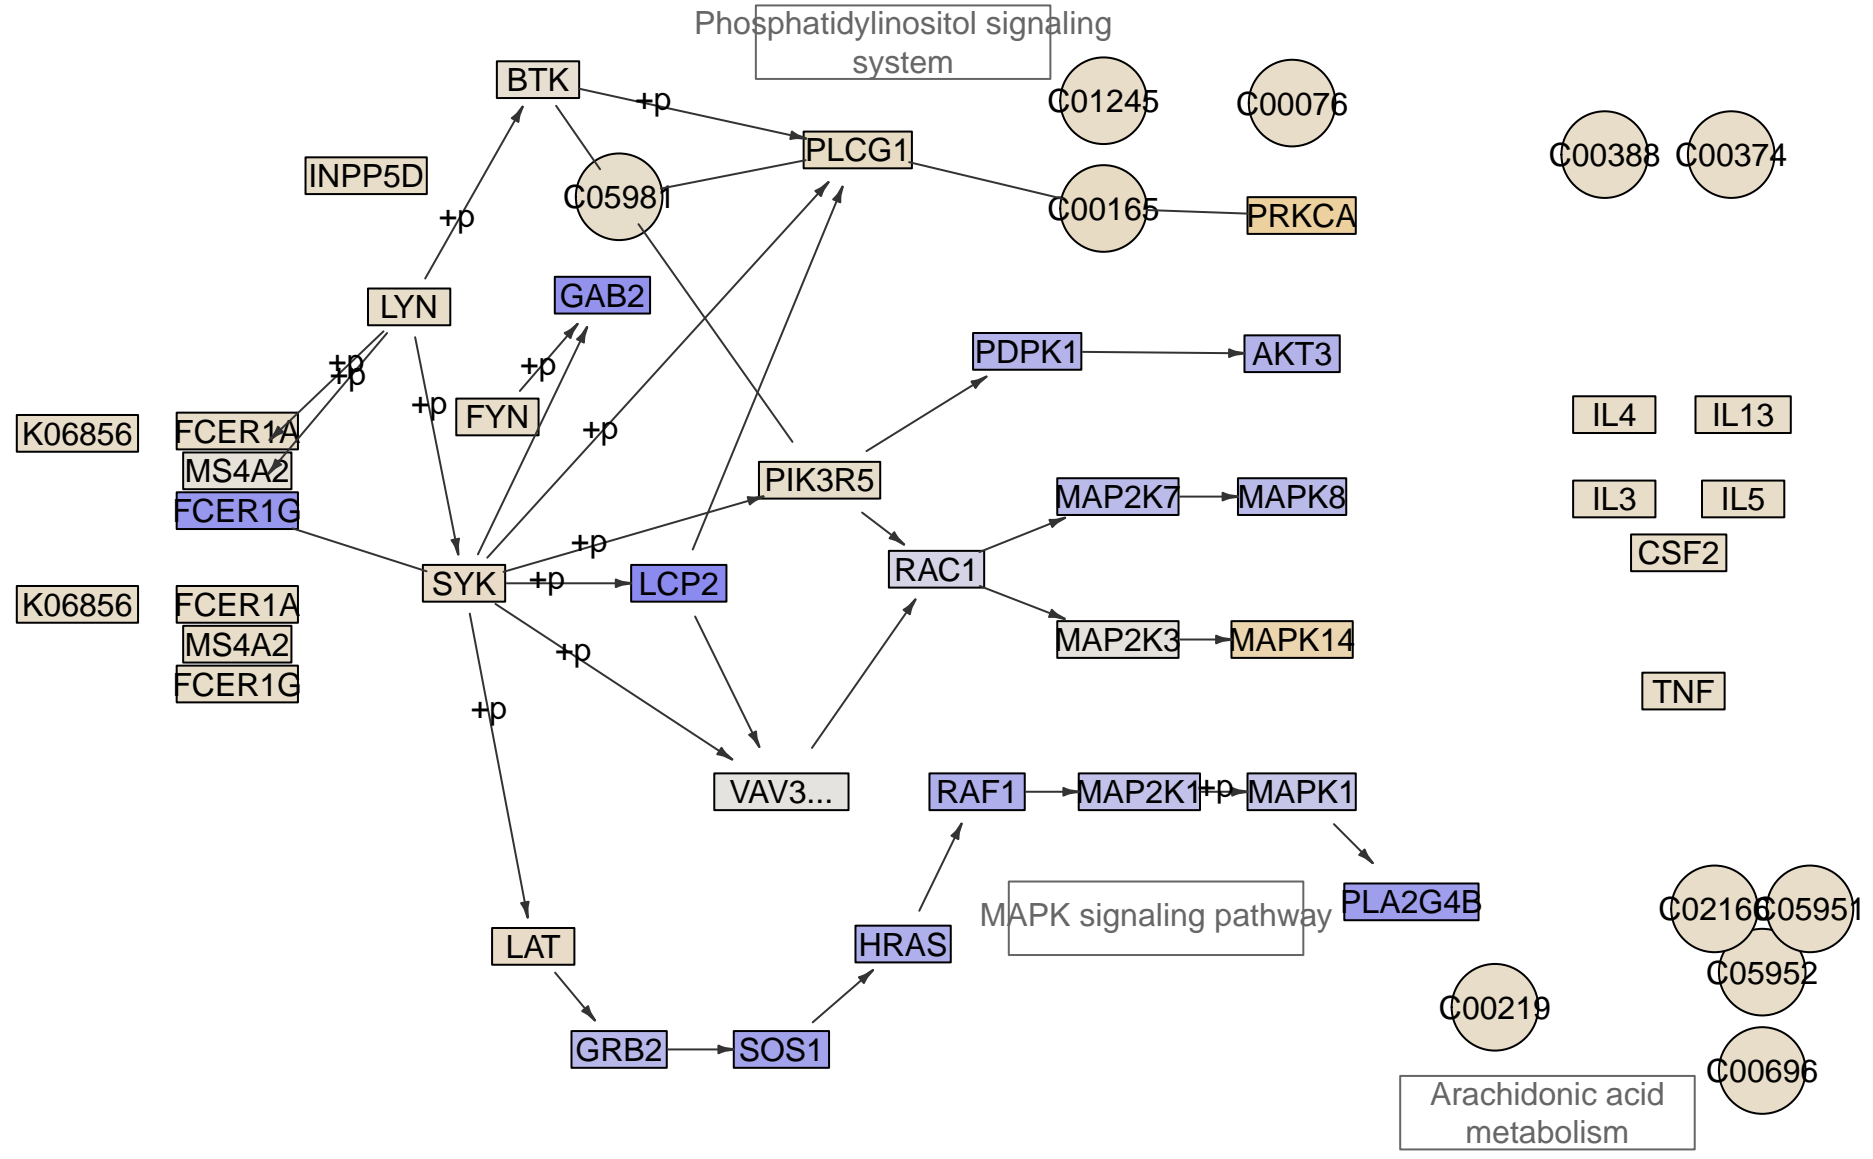 Phosphatidylinositol signaling
system
BTK
+p
C01245
C00076
PLCG1
C00388
C00374
INPP5D
C05981
+p
C00165
PRKCA
LYN
GAB2
+p
+p
+p
PDPK1
AKT3
+p
FYN
+p
K06856
FCER1A
IL4
IL13
MS4A2
PIK3R5
MAP2K7
MAPK8
IL3
IL5
FCER1G
+p
CSF2
SYK
+p
LCP2
RAC1
K06856
FCER1A
MS4A2
+p
MAP2K3
MAPK14
FCER1G
TNF
+p
VAV3...
RAF1
MAP2K1
+p
MAPK1
MAPK signaling pathway
PLA2G4B
C02166
C05951
LAT
HRAS
C05952
C00219
GRB2
SOS1
C00696
Arachidonic acid
metabolism